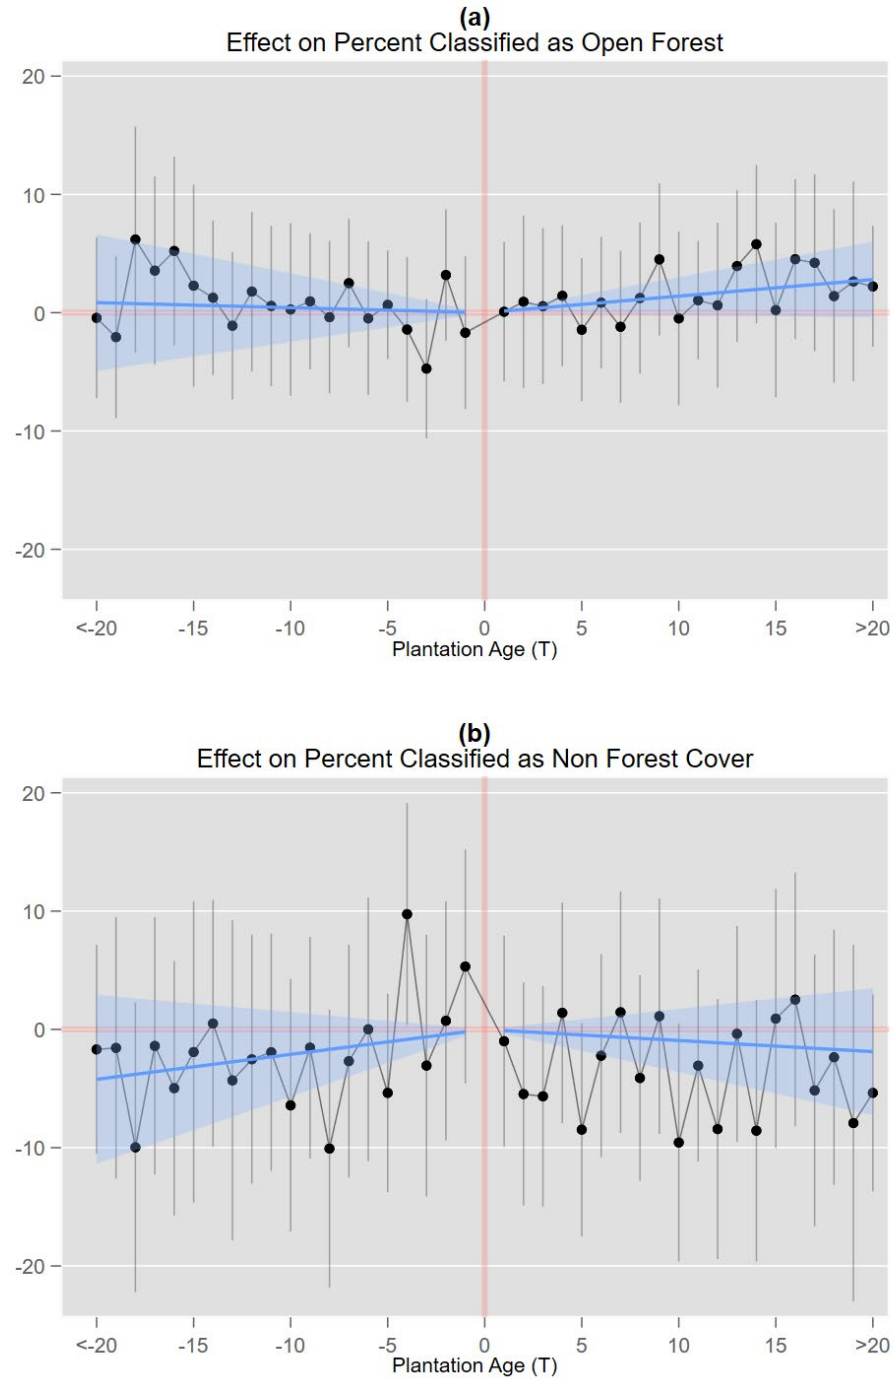 (a)
Effect on Percent Classified as Open Forest
20
10
0
-10
-20
<-20 -15 -10 -5 0 5 10 15 >20
Plantation Age (T)
(b)
Effect on Percent Classified as Non Forest Cover
20
10
0
-10
-20
<-20 -15 -10 -5 0 5 10 15 >20
Plantation Age (T)